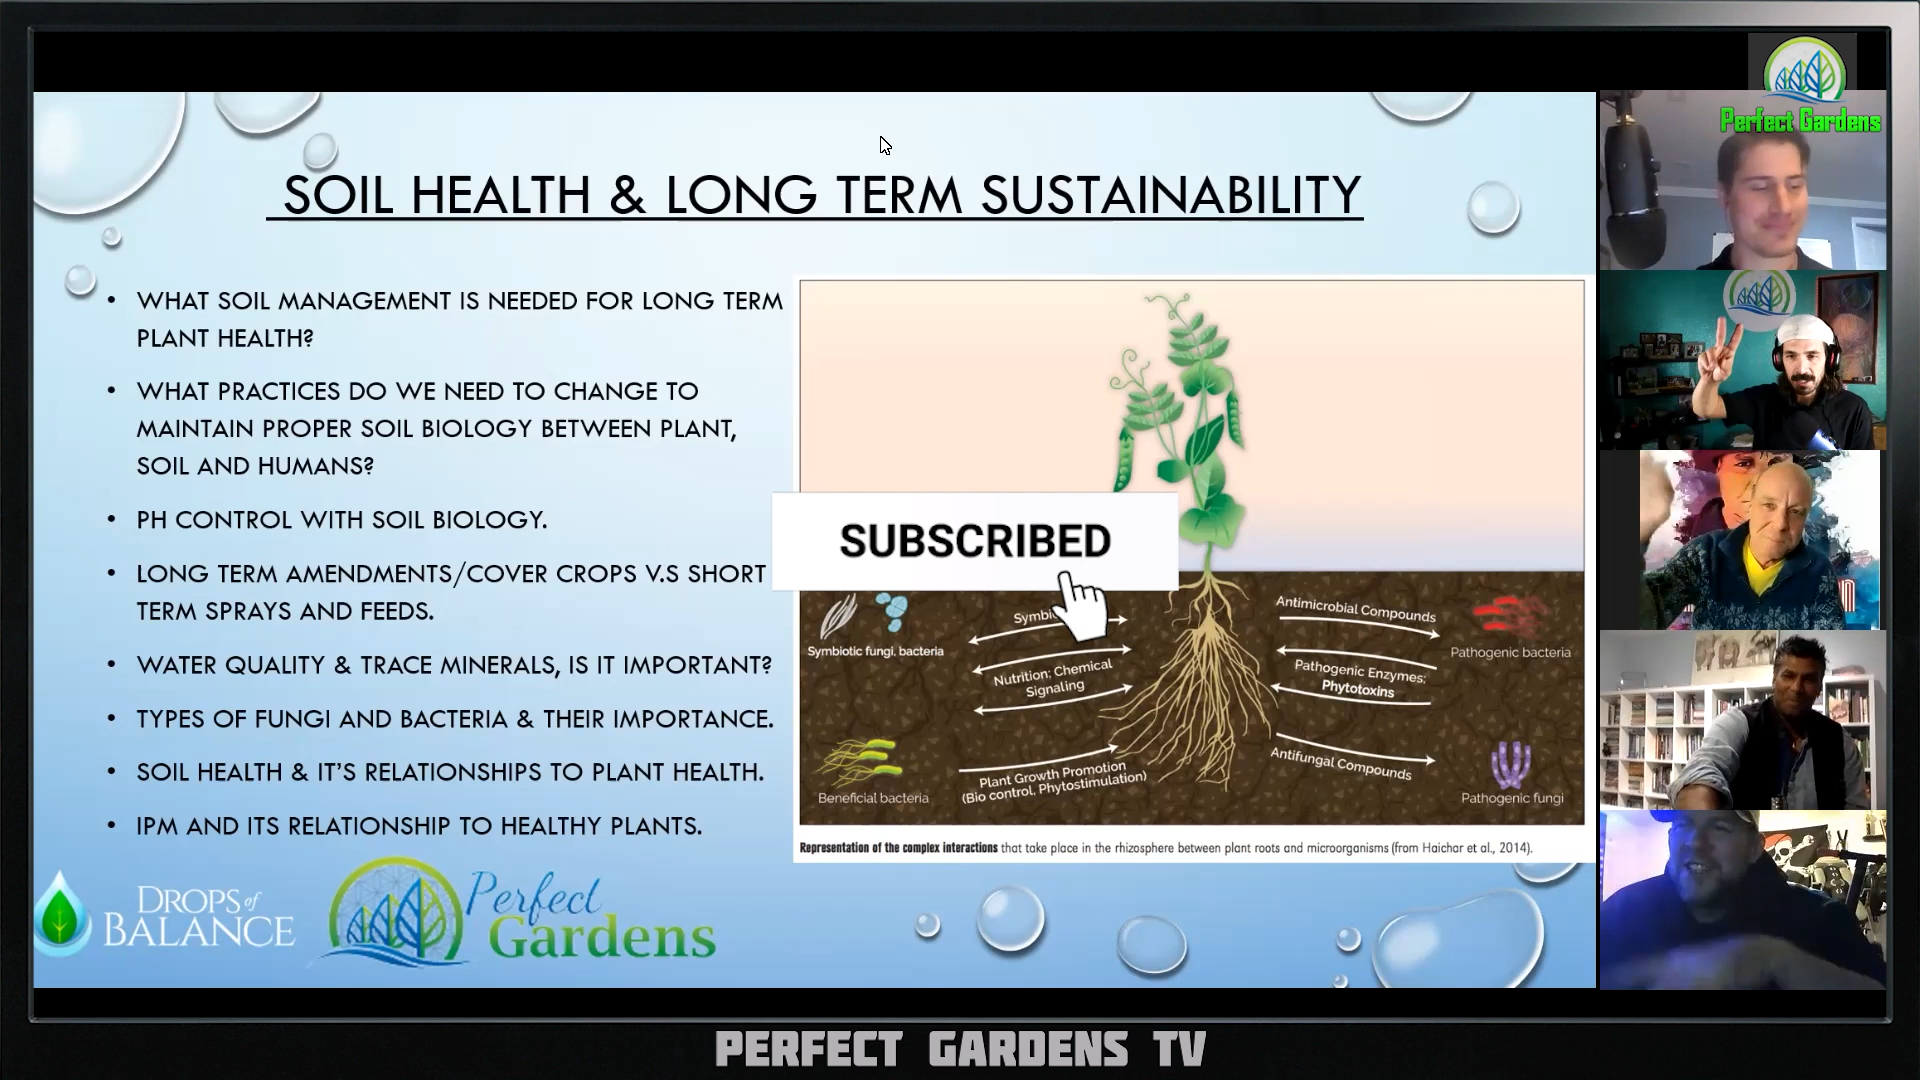 Perfect Gardens
SOIL HEALTH & LONG TERM SUSTAINABILITY
• WHAT SOIL MANAGEMENT IS NEEDED FOR LONG TERM
PLANT HEALTH?
• WHAT PRACTICES DO WE NEED TO CHANGE TO
MAINTAIN PROPER SOIL BIOLOGY BETWEEN PLANT,
SOIL AND HUMANS?
• PH CONTROL WITH SOIL BIOLOGY.
• LONG TERM AMENDMENTS/COVER CROPS V.S SHORT
TERM SPRAYS AND FEEDS.
• WATER QUALITY & TRACE MINERALS, IS IT IMPORTANT?
• TYPES OF FUNGI AND BACTERIA & THEIR IMPORTANCE.
• SOIL HEALTH & IT'S RELATIONSHIPS TO PLANT HEALTH.
• IPM AND ITS RELATIONSHIP TO HEALTHY PLANTS.
SUBSCRIBED
Symbiotic fungi, bacteria
Nutrition; Chemical
Signaling
Beneficial bacteria
Plant Growth Promotion
(Bio control, Phytostimulation)
Antimicrobial Compounds
Pathogenic bacteria
Pathogenic Enzymes;
Phytotoxins
Antifungal Compounds
Pathogenic fungi
Representation of the complex interactions that take place in the rhizosphere between plant roots and microorganisms (from Haichar et al., 2014).
DROPS of
BALANCE
Perfect
Gardens
PERFECT GARDENS TV